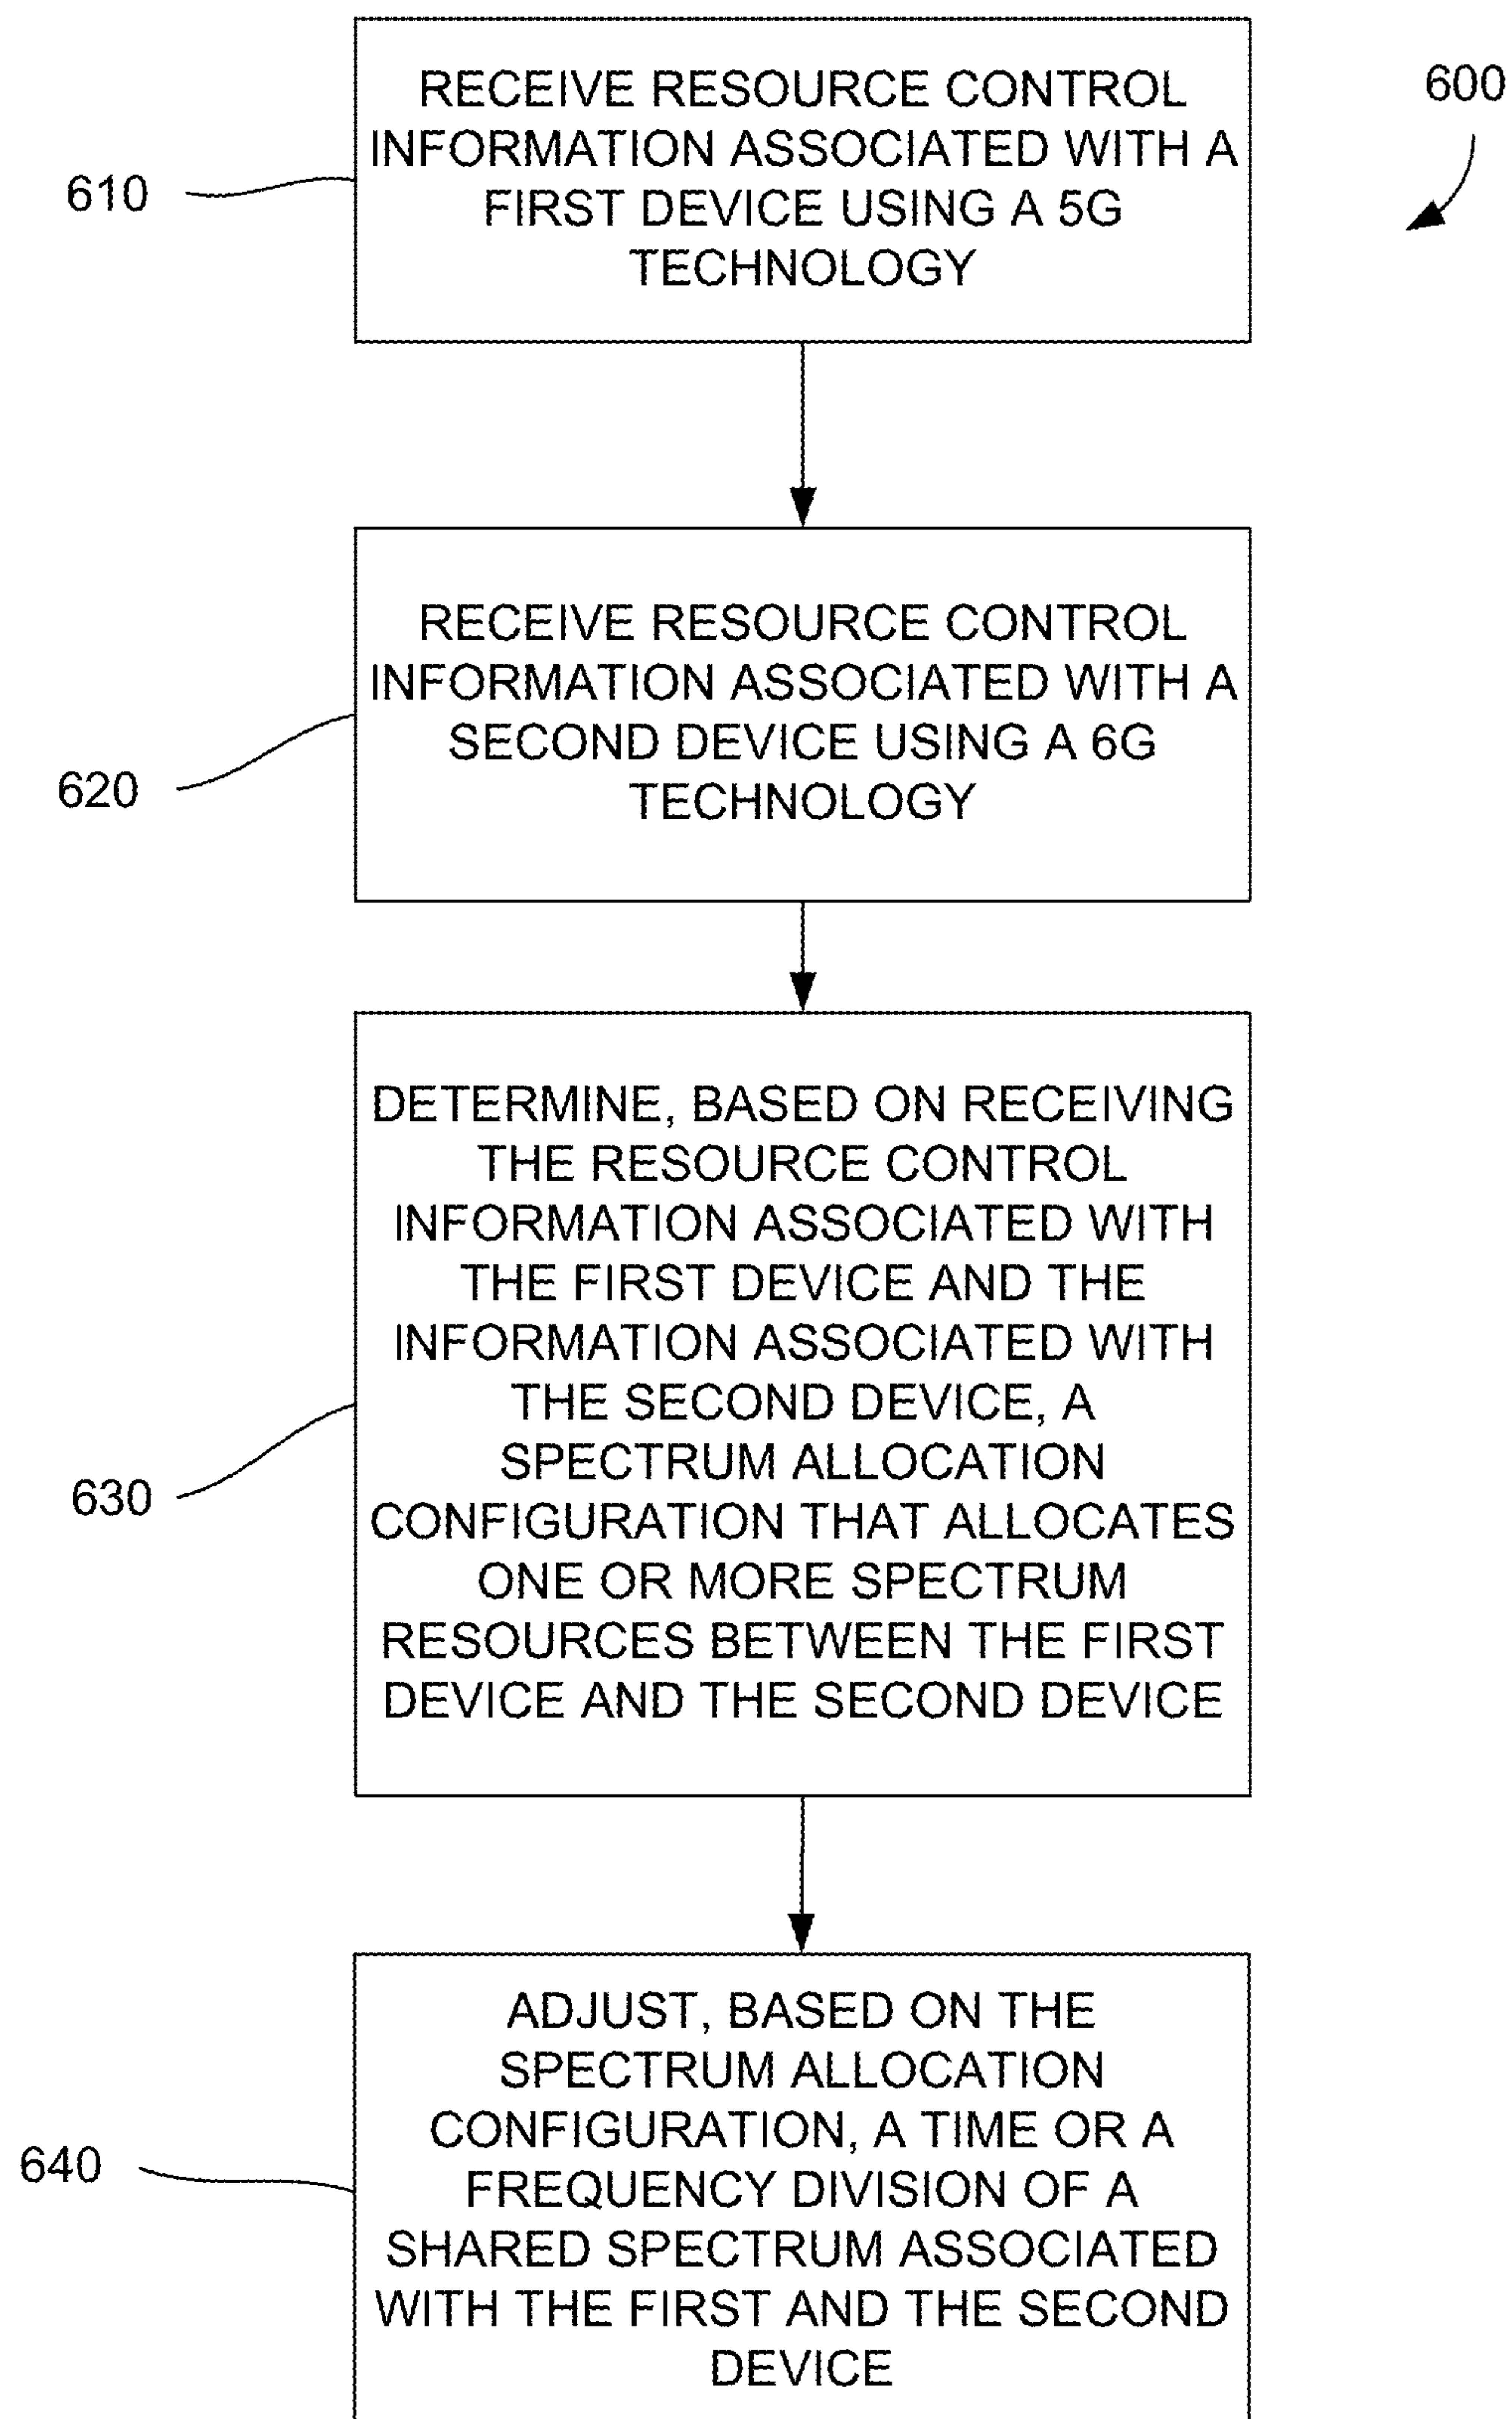 RECEIVE RESOURCE CONTROL
INFORMATION ASSOCIATED WITH A
FIRST DEVICE USING A 5G
TECHNOLOGY
600
610
RECEIVE RESOURCE CONTROL
INFORMATION ASSOCIATED WITH A
SECOND DEVICE USING A 6G
TECHNOLOGY
620
DETERMINE, BASED ON RECEIVING
THE RESOURCE CONTROL
INFORMATION ASSOCIATED WITH
THE FIRST DEVICE AND THE
INFORMATION ASSOCIATED WITH
THE SECOND DEVICE, A
SPECTRUM ALLOCATION
CONFIGURATION THAT ALLOCATES
ONE OR MORE SPECTRUM
RESOURCES BETWEEN THE FIRST
DEVICE AND THE SECOND DEVICE
630
ADJUST, BASED ON THE
SPECTRUM ALLOCATION
CONFIGURATION, A TIME OR A
FREQUENCY DIVISION OF A
SHARED SPECTRUM ASSOCIATED
WITH THE FIRST AND THE SECOND
DEVICE
640